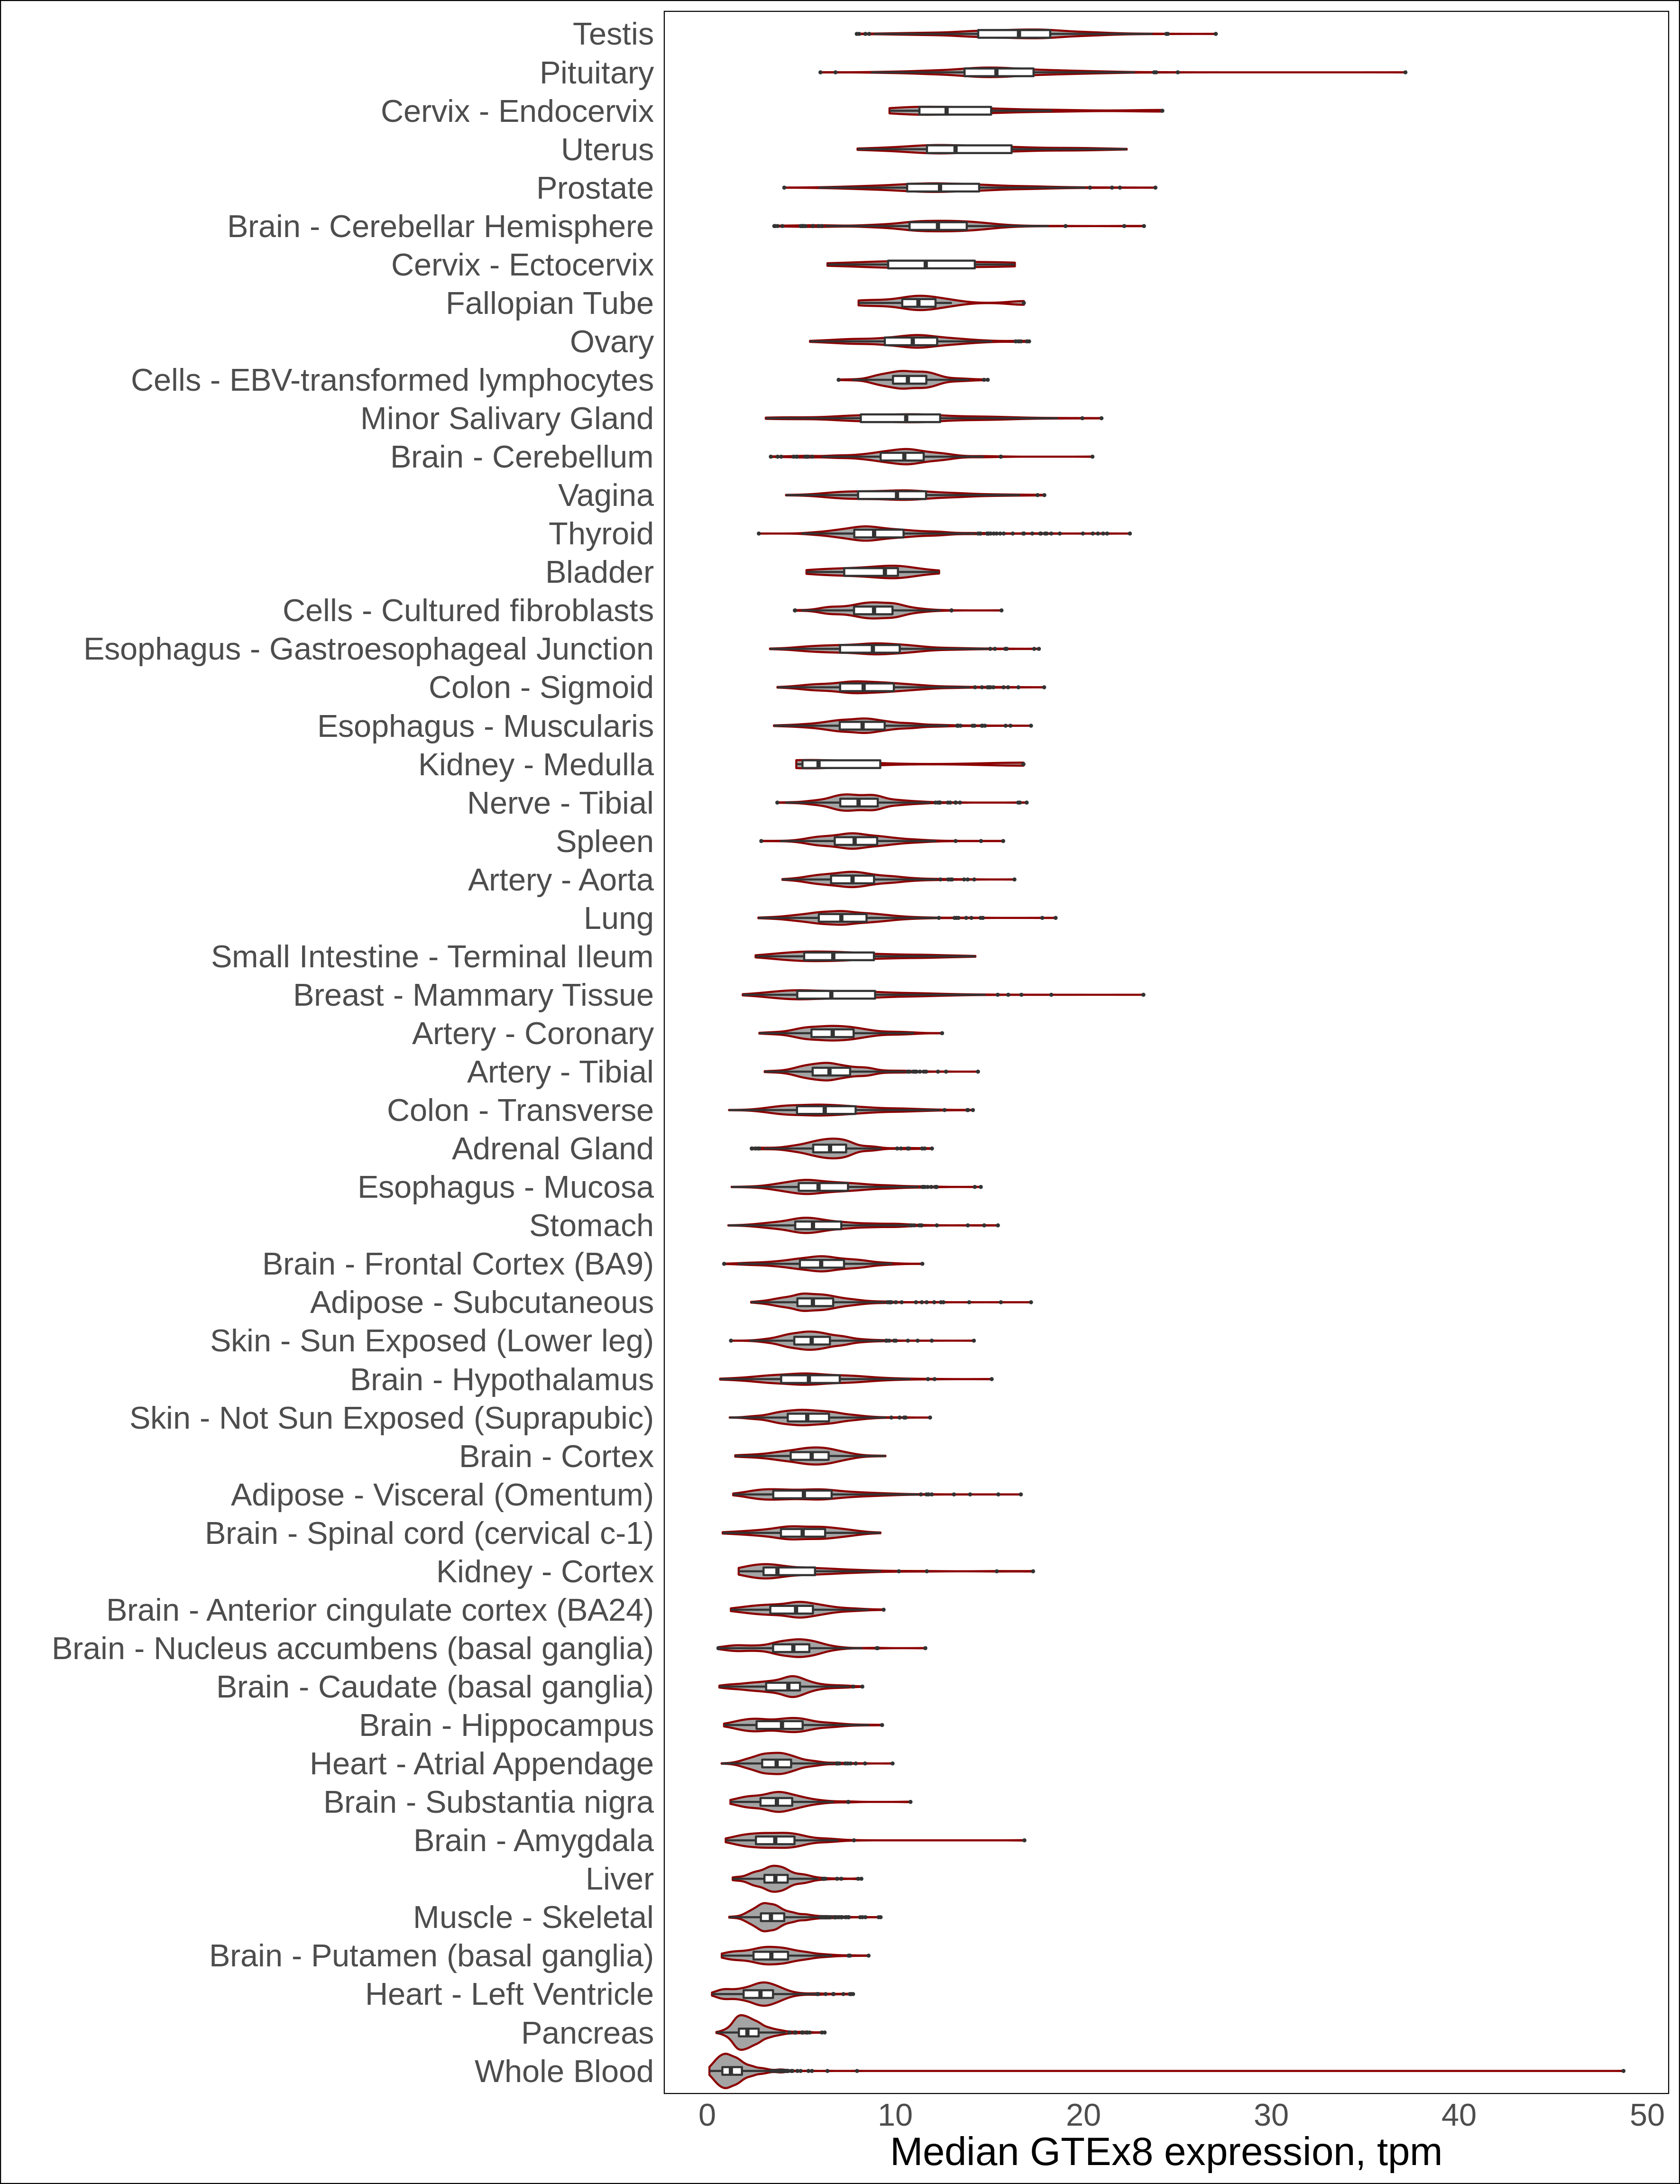 Testis
Pituitary
Cervix - Endocervix
Uterus
Prostate
Brain - Cerebellar Hemisphere
Cervix - Ectocervix
Fallopian Tube
Ovary
Cells - EBV-transformed lymphocytes
Minor Salivary Gland
Brain - Cerebellum
Vagina
Thyroid
Bladder
Cells - Cultured fibroblasts
Esophagus - Gastroesophageal Junction
Colon - Sigmoid
Esophagus - Muscularis
Kidney - Medulla
Nerve - Tibial
Spleen
Artery - Aorta
Lung
Small Intestine - Terminal Ileum
Breast - Mammary Tissue
Artery - Coronary
Artery - Tibial
Colon - Transverse
Adrenal Gland
Esophagus - Mucosa
Stomach
Brain - Frontal Cortex (BA9)
Adipose - Subcutaneous
Skin - Sun Exposed (Lower leg)
Brain - Hypothalamus
Skin - Not Sun Exposed (Suprapubic)
Brain - Cortex
Adipose - Visceral (Omentum)
Brain - Spinal cord (cervical c-1)
Kidney - Cortex
Brain - Anterior cingulate cortex (BA24)
Brain - Nucleus accumbens (basal ganglia)
Brain - Caudate (basal ganglia)
Brain - Hippocampus
Heart - Atrial Appendage
Brain - Substantia nigra
Brain - Amygdala
Liver
Muscle - Skeletal
Brain - Putamen (basal ganglia)
Heart - Left Ventricle
Pancreas
Whole Blood
0 10 20 30 40 50
Median GTEx8 expression, tpm